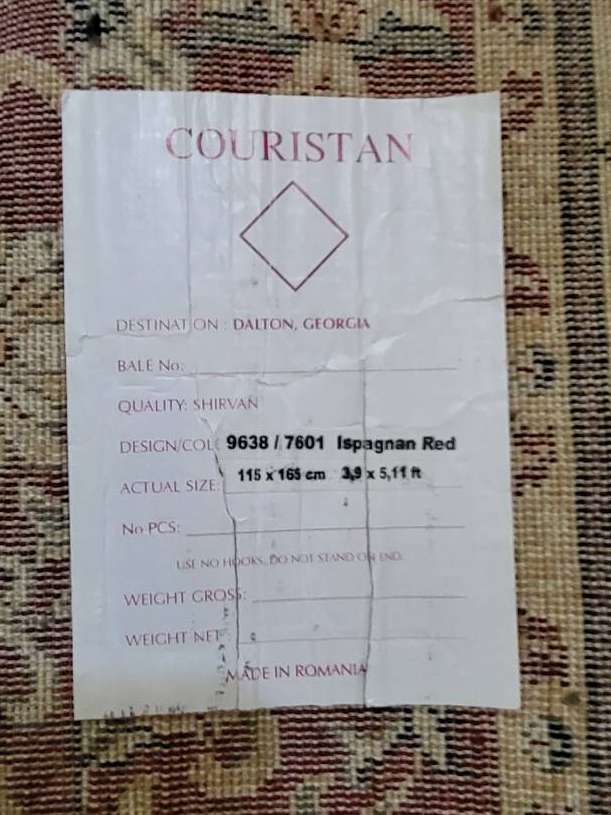 COURISTAN
DESTINATION : DALTON, GEORGIA
BALE No:
QUALITY: SHIRVAN
DESIGN/COL 9638 / 7601 Ispagnan Red
ACTUAL SIZE: 115 x 165 cm 3,9 x 5,11 ft
No PCS:
USE NO HOOKS, DO NOT STAND ON END.
WEIGHT GROSS:
WEIGHT NET :
MADE IN ROMANIA